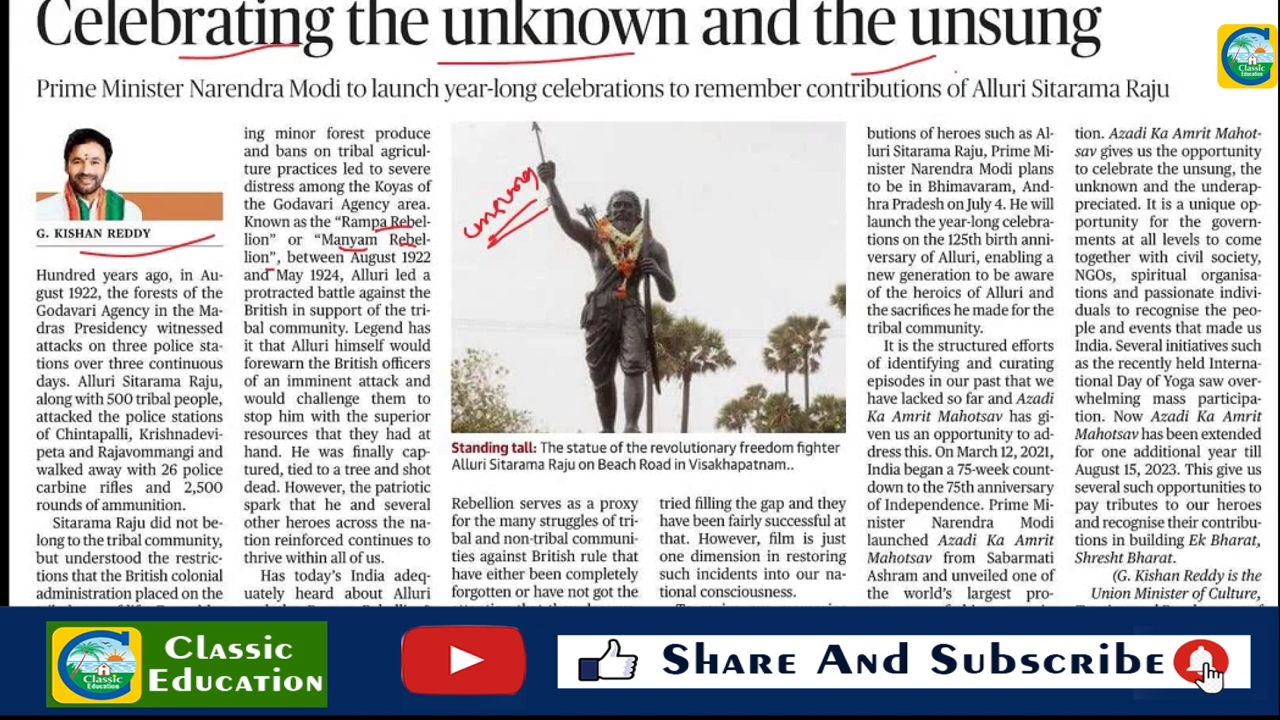 Celebrating the unknown and the unsung
Prime Minister Narendra Modi to launch year-long celebrations to remember contributions of Alluri Sitarama Raju
G. KISHAN REDDY
Hundred years ago, in Au-
gust 1922, the forests of the
Godavari Agency in the Ma-
dras Presidency witnessed
attacks on three police sta-
tions over three continuous
days. Alluri Sitarama Raju,
along with 500 tribal people,
attacked the police stations
of Chintapalli, Krishnadevi-
peta and Rajavommangi and
walked away with 26 police
carbine rifles and 2,500
rounds of ammunition.
Sitarama Raju did not be-
long to the tribal community,
but understood the restric-
tions that the British colonial
administration placed on the
ing minor forest produce
and bans on tribal agricul-
ture practices led to severe
distress among the Koyas of
the Godavari Agency area.
Known as the “Rampa Rebel-
lion” or “Manyam Rebel-
lion”, between August 1922
and May 1924, Alluri led a
protracted battle against the
British in support of the tri-
bal community. Legend has
it that Alluri himself would
forewarn the British officers
of an imminent attack and
would challenge them to
stop him with the superior
resources that they had at
hand. He was finally cap-
tured, tied to a tree and shot
dead. However, the patriotic
spark that he and several
other heroes across the na-
tion reinforced continues to
thrive within all of us.
Has today's India adeq-
uately heard about Alluri
Standing tall: The statue of the revolutionary freedom fighter
Alluri Sitarama Raju on Beach Road in Visakhapatnam..
Rebellion serves as a proxy
for the many struggles of tri-
bal and non-tribal communi-
ties against British rule that
have either been completely
forgotten or have not got the
tried filling the gap and they
have been fairly successful at
that. However, film is just
one dimension in restoring
such incidents into our na-
tional consciousness.
butions of heroes such as Al-
luri Sitarama Raju, Prime Mi-
nister Narendra Modi plans
to be in Bhimavaram, And-
hra Pradesh on July 4. He will
launch the year-long celebra-
tions on the 125th birth anni-
versary of Alluri, enabling a
new generation to be aware
of the heroics of Alluri and
the sacrifices he made for the
tribal community.
It is the structured efforts
of identifying and curating
episodes in our past that we
have lacked so far and Azadi
Ka Amrit Mahotsav has gi-
ven us an opportunity to ad-
dress this. On March 12, 2021,
India began a 75-week count-
down to the 75th anniversary
of Independence. Prime Mi-
nister Narendra Modi
launched Azadi Ka Amrit
Mahotsav from Sabarmati
Ashram and unveiled one of
the world's largest pro-
tion. Azadi Ka Amrit Mahot-
sav gives us the opportunity
to celebrate the unsung, the
unknown and the underap-
preciated. It is a unique op-
portunity for the govern-
ments at all levels to come
together with civil society,
NGOs, spiritual organisa-
tions and passionate indivi-
duals to recognise the peo-
ple and events that made us
India. Several initiatives such
as the recently held Interna-
tional Day of Yoga saw over-
whelming mass participa-
tion. Now Azadi Ka Amrit
Mahotsav has been extended
for one additional year till
August 15, 2023. This give us
several such opportunities to
pay tributes to our heroes
and recognise their contribu-
tions in building Ek Bharat,
Shresht Bharat.
(G. Kishan Reddy is the
Union Minister of Culture,
Classic
Education
Classic
Education
Classic
Education
Share And Subscribe